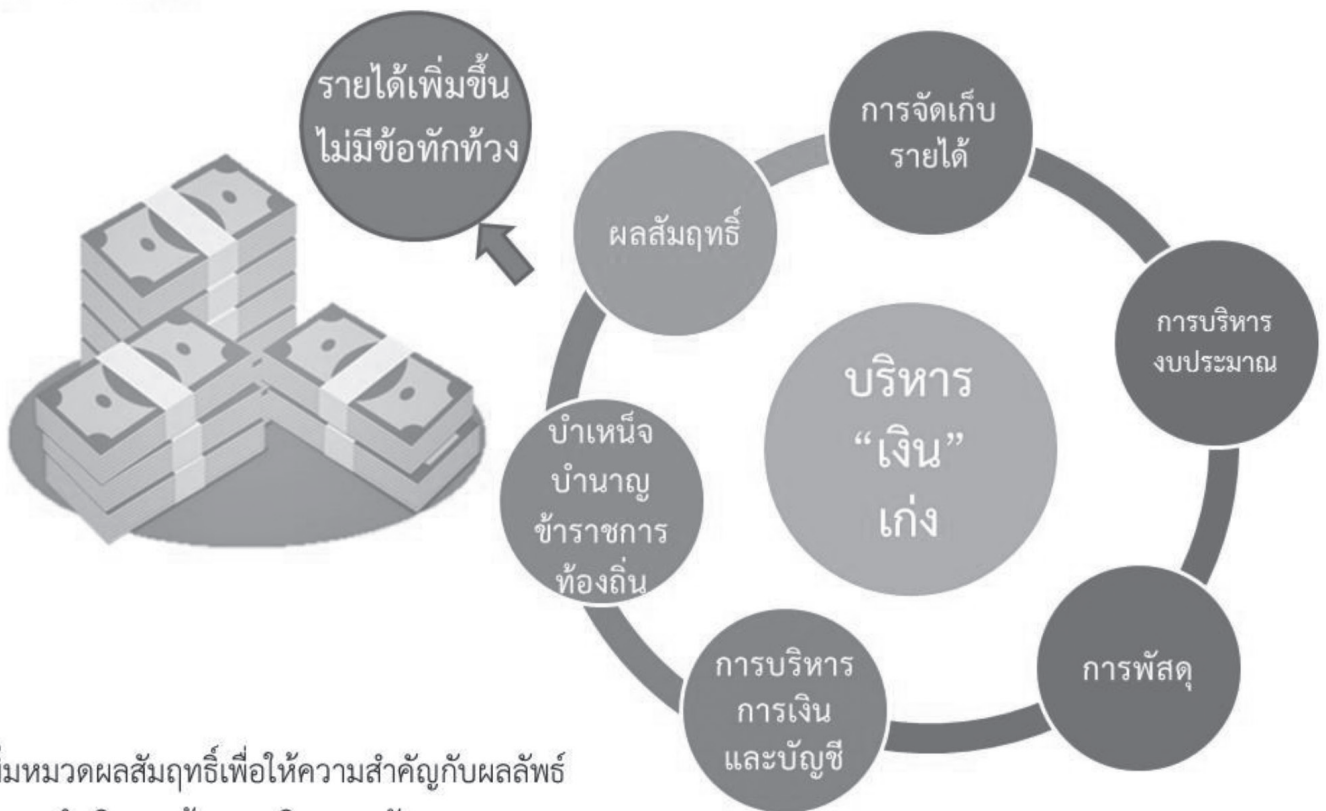 รายได้เพิ่มขึ้น
ไม่มีข้อทักท้วง
การจัดเก็บ
รายได้
ผลสัมฤทธิ์
การบริหาร
งบประมาณ
บริหาร
“เงิน”
เก่ง
บำเหน็จ
บำนาญ
ข้าราชการ
ท้องถิ่น
การพัสดุ
การบริหาร
การเงิน
และบัญชี
หมวดผลสัมฤทธิ์เพื่อให้ความสำคัญกับผลลัพธ์